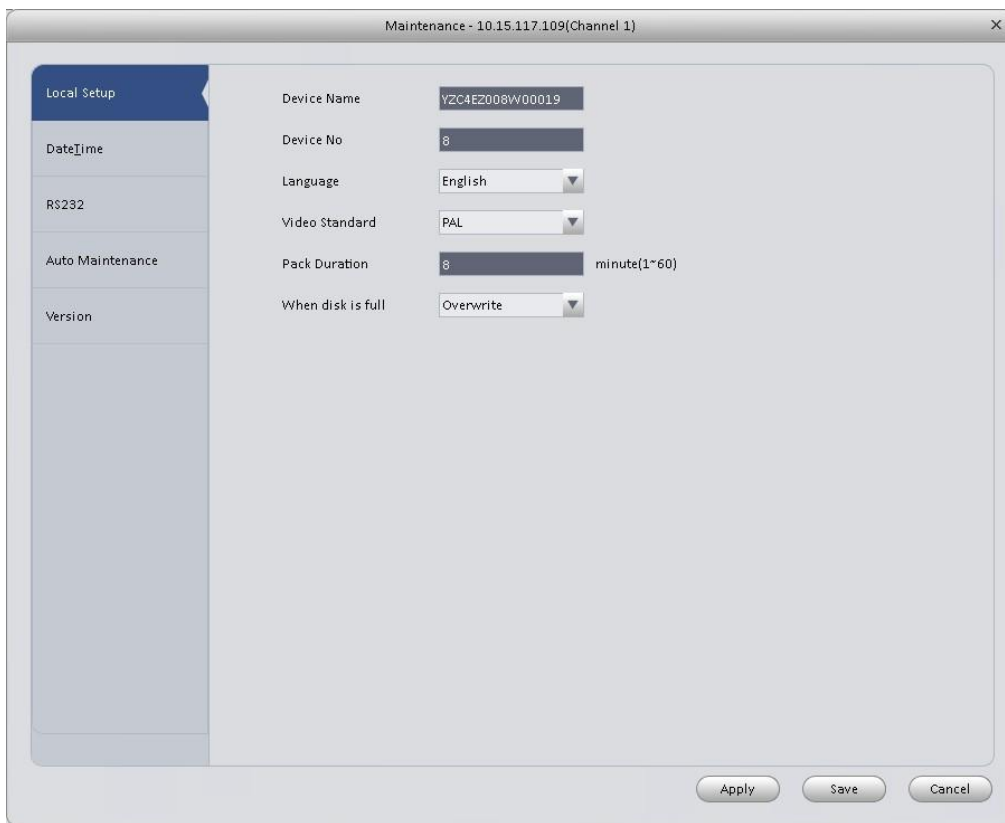 Maintenance - 10.15.117.109(Channel 1)
Local Setup
DateTime
RS232
Auto Maintenance
Version
Device Name YZC4EZ008W00019
Device No 8
Language English
Video Standard PAL
Pack Duration 8 minute(1~60)
When disk is full Overwrite
Apply Save Cancel